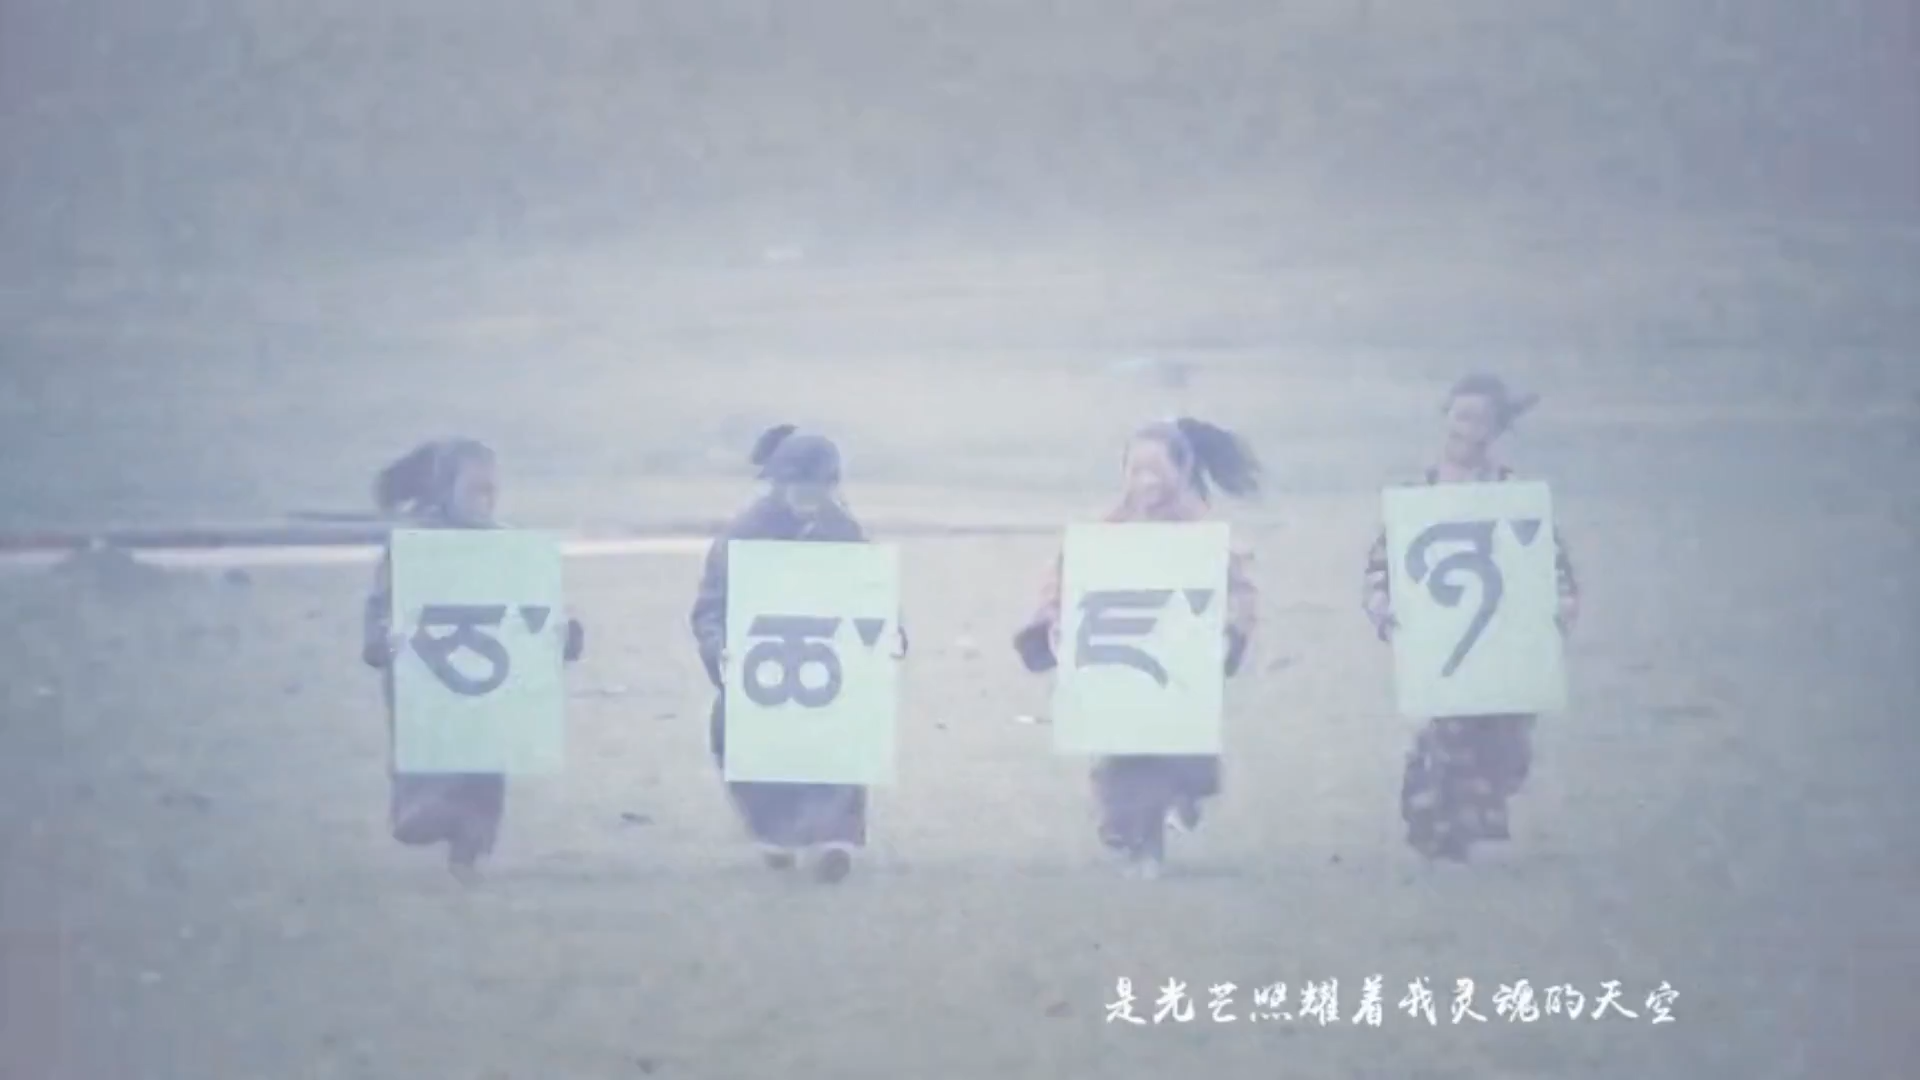 ཅ་
ཆ་
ཇ་
ཉ་
是光芒照耀着我灵魂的天空